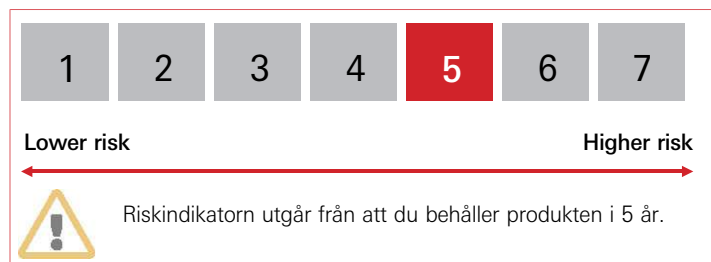 1 2 3 4 5 6 7
Lower risk Higher risk
Riskindikatorn utgår från att du behåller produkten i 5 år.